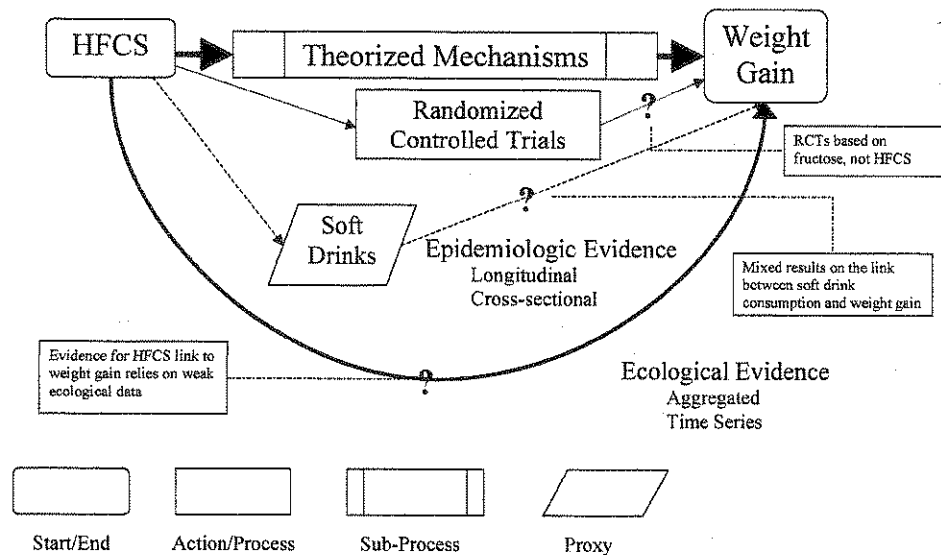 HFCS
Theorized Mechanisms
Weight
Gain
Randomized
Controlled Trials
?
RCTs based on
fructose, not HFCS
?
Soft
Drinks
Epidemiologic Evidence
Longitudinal
Cross-sectional
Mixed results on the link
between soft drink
consumption and weight gain
Evidence for HFCS link to
weight gain relies on weak
ecological data
?
Ecological Evidence
Aggregated
Time Series
Start/End
Action/Process
Sub-Process
Proxy